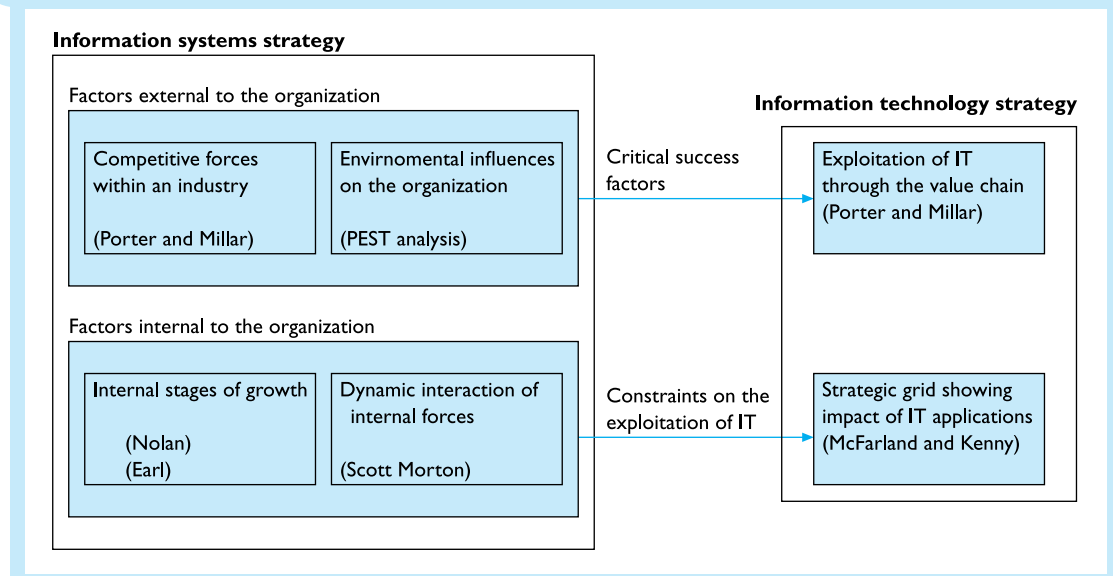 Information systems strategy
Factors external to the organization
Competitive forces
within an industry
(Porter and Millar)
Envirnomental influences
on the organization
(PEST analysis)
Critical success
factors
Information technology strategy
Exploitation of IT
through the value chain
(Porter and Millar)
Factors internal to the organization
Internal stages of growth
(Nolan)
(Earl)
Dynamic interaction of
internal forces
(Scott Morton)
Constraints on the
exploitation of IT
Strategic grid showing
impact of IT applications
(McFarland and Kenny)